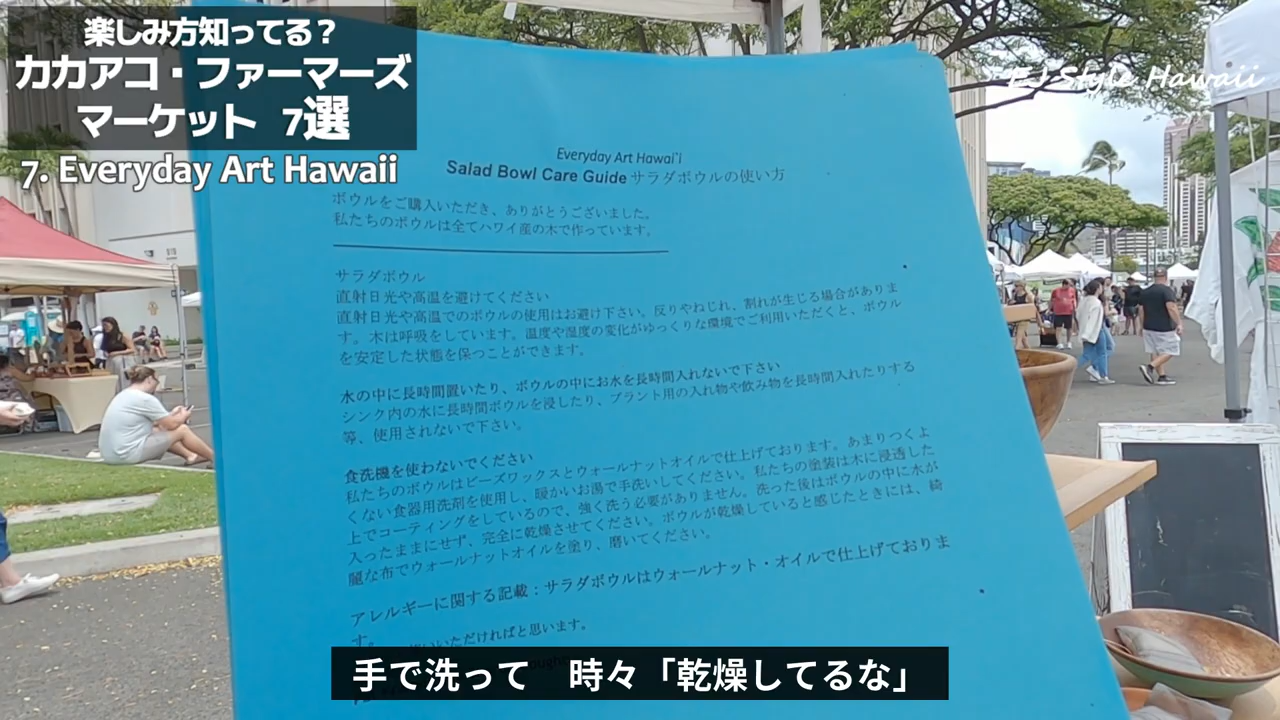 楽しみ方知ってる?
カカアコ・ファーマーズ
マーケット 7選
7. Everyday Art Hawaii
EJ Style Hawaii
Everyday Art Hawai'i
Salad Bowl Care Guide サラダボウルの使い方
ボウルをご購入いただき、ありがとうございました。
私たちのボウルは全てハワイ産の木で作っています。
サラダボウル
直射日光や高温を避けてください
直射日光や高温でのボウルの使用はお避け下さい。反りやねじれ、割れが生じる場合がありま
す。木は呼吸をしています。温度や湿度の変化がゆっくりな環境でご利用いただくと、ボウル
を安定した状態を保つことができます。
水の中に長時間置いたり、ボウルの中にお水を長時間入れないで下さい
シンク内の水に長時間ボウルを浸したり、プラント用の入れ物や飲み物を長時間入れたりする
等、使用されないで下さい。
食洗機を使わないでください
私たちのボウルはビーズワックスとウォールナットオイルで仕上げております。あまりつくよ
くない食器用洗剤を使用し、暖かいお湯で手洗いしてください。私たちの塗装は木に浸透した
上でコーティングをしているので、強く洗う必要がありません。洗った後はボウルの中に水が
入ったままにせず、完全に乾燥させてください。ボウルが乾燥していると感じたときには、綺
麗な布でウォールナットオイルを塗り、磨いてください。
アレルギーに関する記載：サラダボウルはウォールナット・オイルで仕上げておりま
す。
いただければと思います。
手で洗って　時々「乾燥してるな」